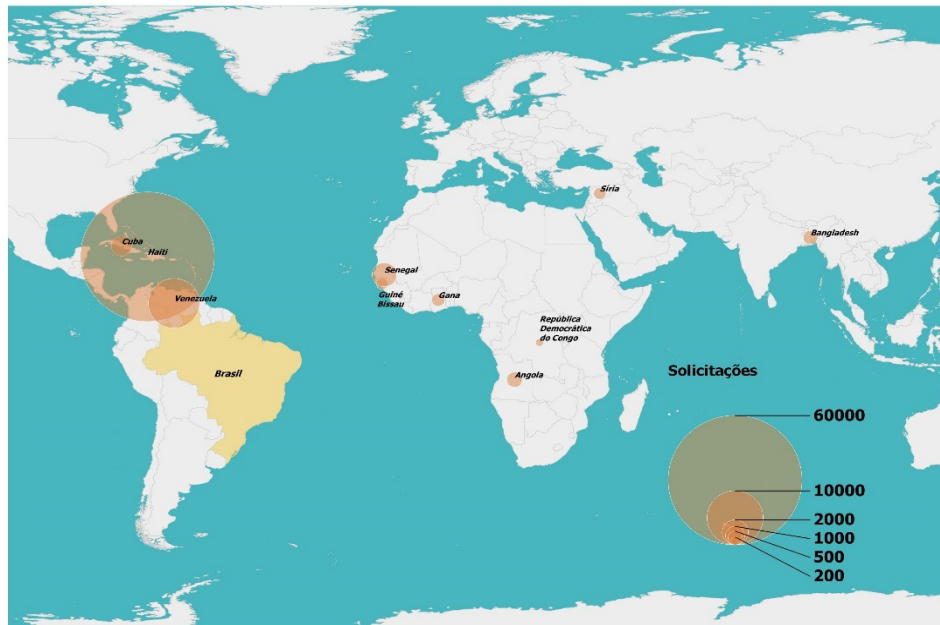 Síria
Bangladesh
Cuba
Haiti
Senegal
Venezuela
Guiné
Bissau
Gana
República
Democrática
do Congo
Brasil
Angola
Solicitações
60000
10000
2000
1000
500
200